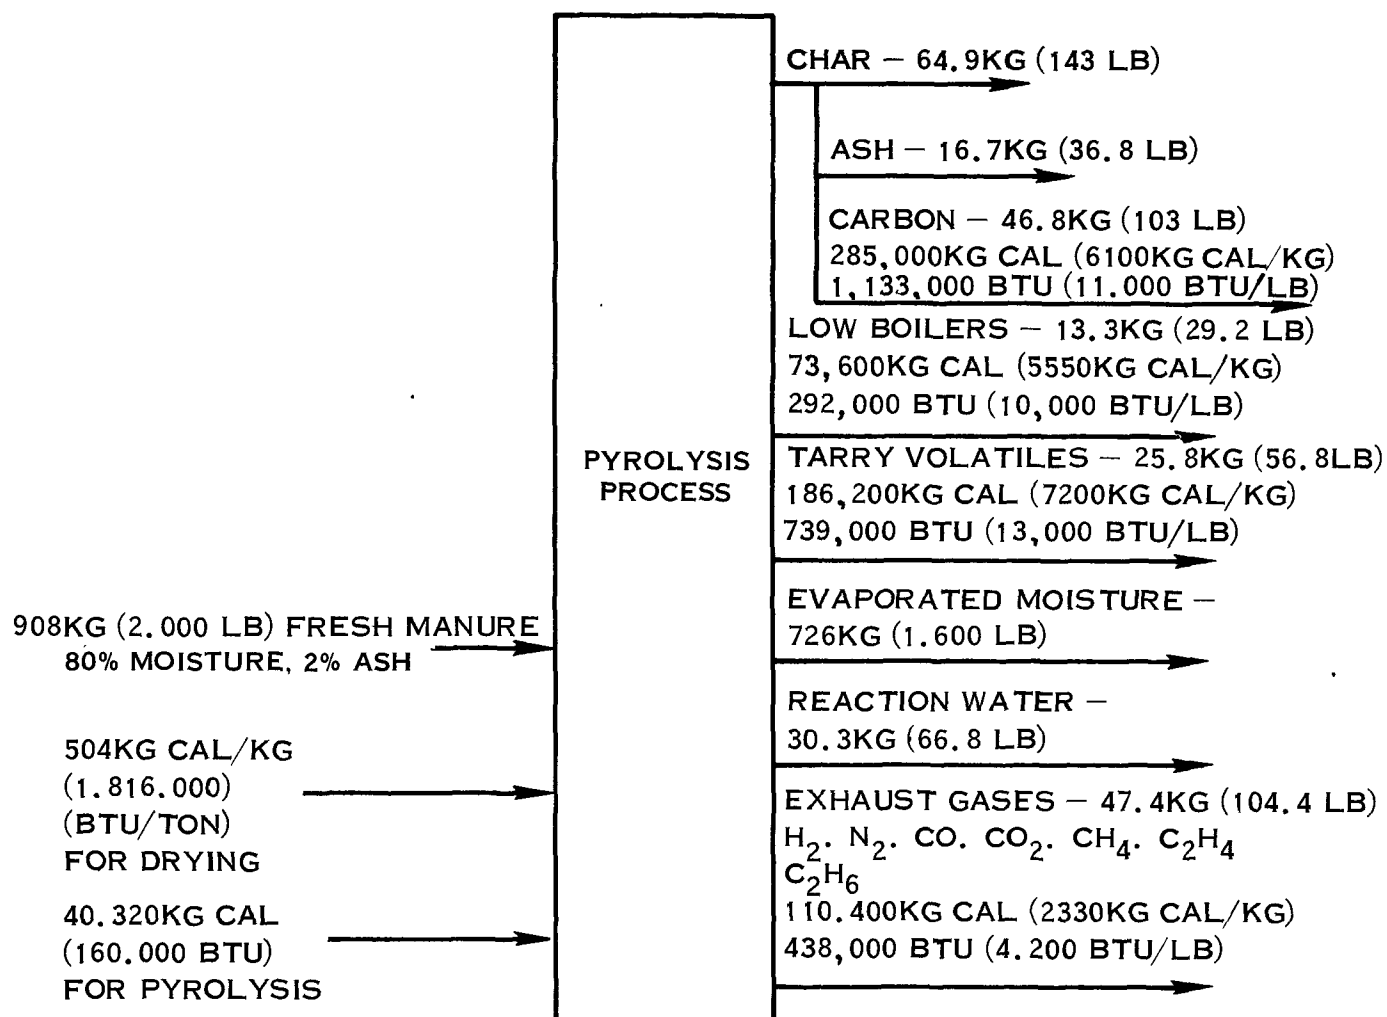 CHAR — 64.9KG (143 LB)
ASH — 16.7KG (36.8 LB)
CARBON — 46.8KG (103 LB)
285,000KG CAL (6100KG CAL/KG)
1,133,000 BTU (11.000 BTU/LB)
LOW BOILERS — 13.3KG (29.2 LB)
73,600KG CAL (5550KG CAL/KG)
292,000 BTU (10,000 BTU/LB)
PYROLYSIS
PROCESS
TARRY VOLATILES — 25.8KG (56.8LB)
186,200KG CAL (7200KG CAL/KG)
739,000 BTU (13,000 BTU/LB)
908KG (2.000 LB) FRESH MANURE
80% MOISTURE, 2% ASH
EVAPORATED MOISTURE —
726KG (1.600 LB)
REACTION WATER —
30.3KG (66.8 LB)
504KG CAL/KG
(1.816.000)
(BTU/TON)
FOR DRYING
EXHAUST GASES — 47.4KG (104.4 LB)
H₂. N₂. CO. CO₂. CH₄. C₂H₄
C₂H₆
110.400KG CAL (2330KG CAL/KG)
438,000 BTU (4.200 BTU/LB)
40.320KG CAL
(160.000 BTU)
FOR PYROLYSIS